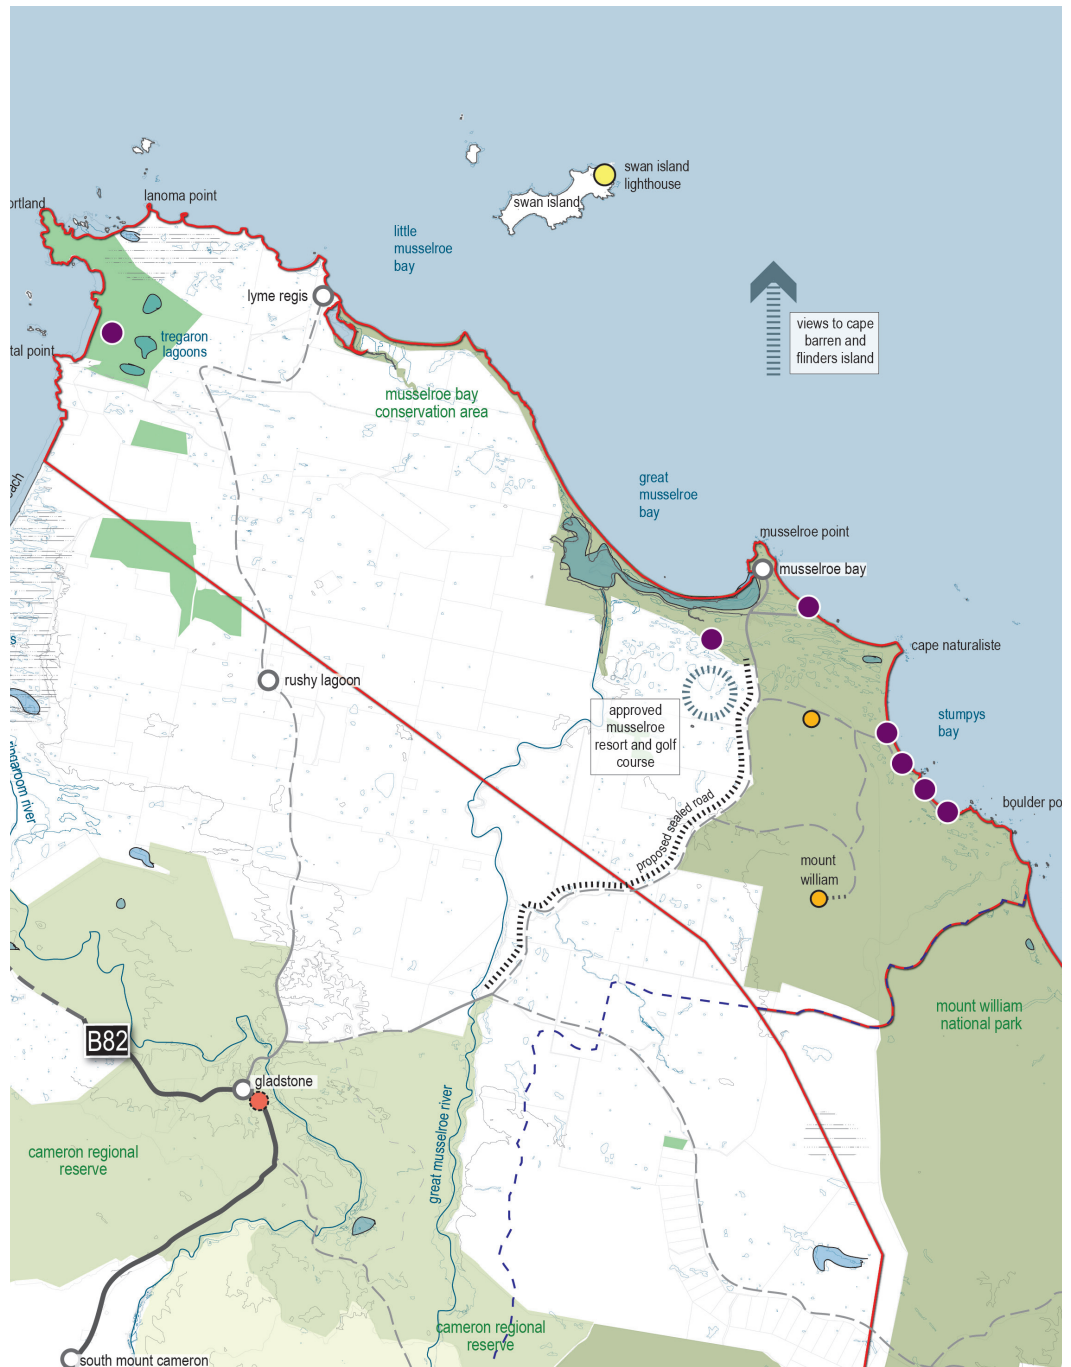 swan island
lighthouse
lanoma point
ortland
swan island
little
musselroe
bay
lyme regis
views to cape
barren and
flinders island
tregaron
lagoons
tal point
musselroe bay
conservation area
ach
great
musselroe
bay
musselroe point
musselroe bay
cape naturaliste
s
rushy lagoon
approved
musselroe
resort and golf
course
stumpys
bay
proposed sealed road
boulder po
mount
william
mount william
national park
B82
gladstone
great musselroe river
cameron regional
reserve
cameron regional
reserve
south mount cameron